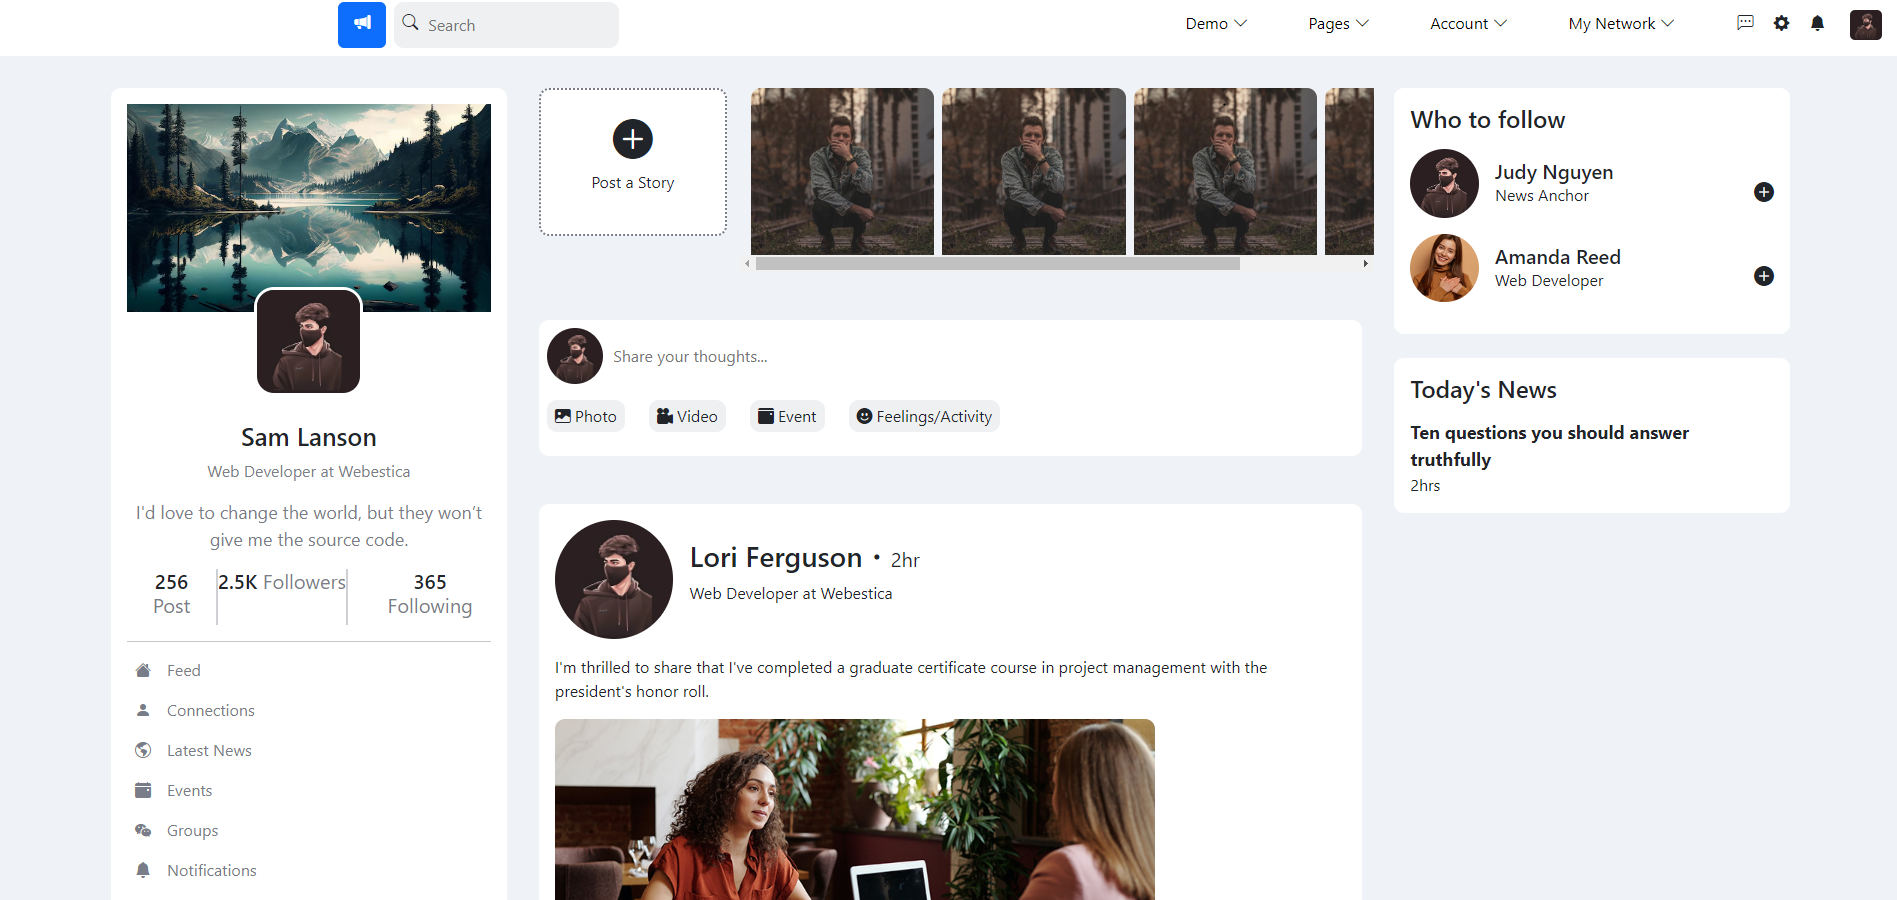 Search
Demo
Pages
Account
My Network
Sam Lanson
Web Developer at Webestica
I'd love to change the world, but they won’t
give me the source code.
256
Post
2.5K Followers
365
Following
Feed
Connections
Latest News
Events
Groups
Notifications
Post a Story
Share your thoughts...
Photo
Video
Event
Feelings/Activity
Lori Ferguson • 2hr
Web Developer at Webestica
I'm thrilled to share that I've completed a graduate certificate course in project management with the
president's honor roll.
Who to follow
Judy Nguyen
News Anchor
Amanda Reed
Web Developer
Today's News
Ten questions you should answer
truthfully
2hrs